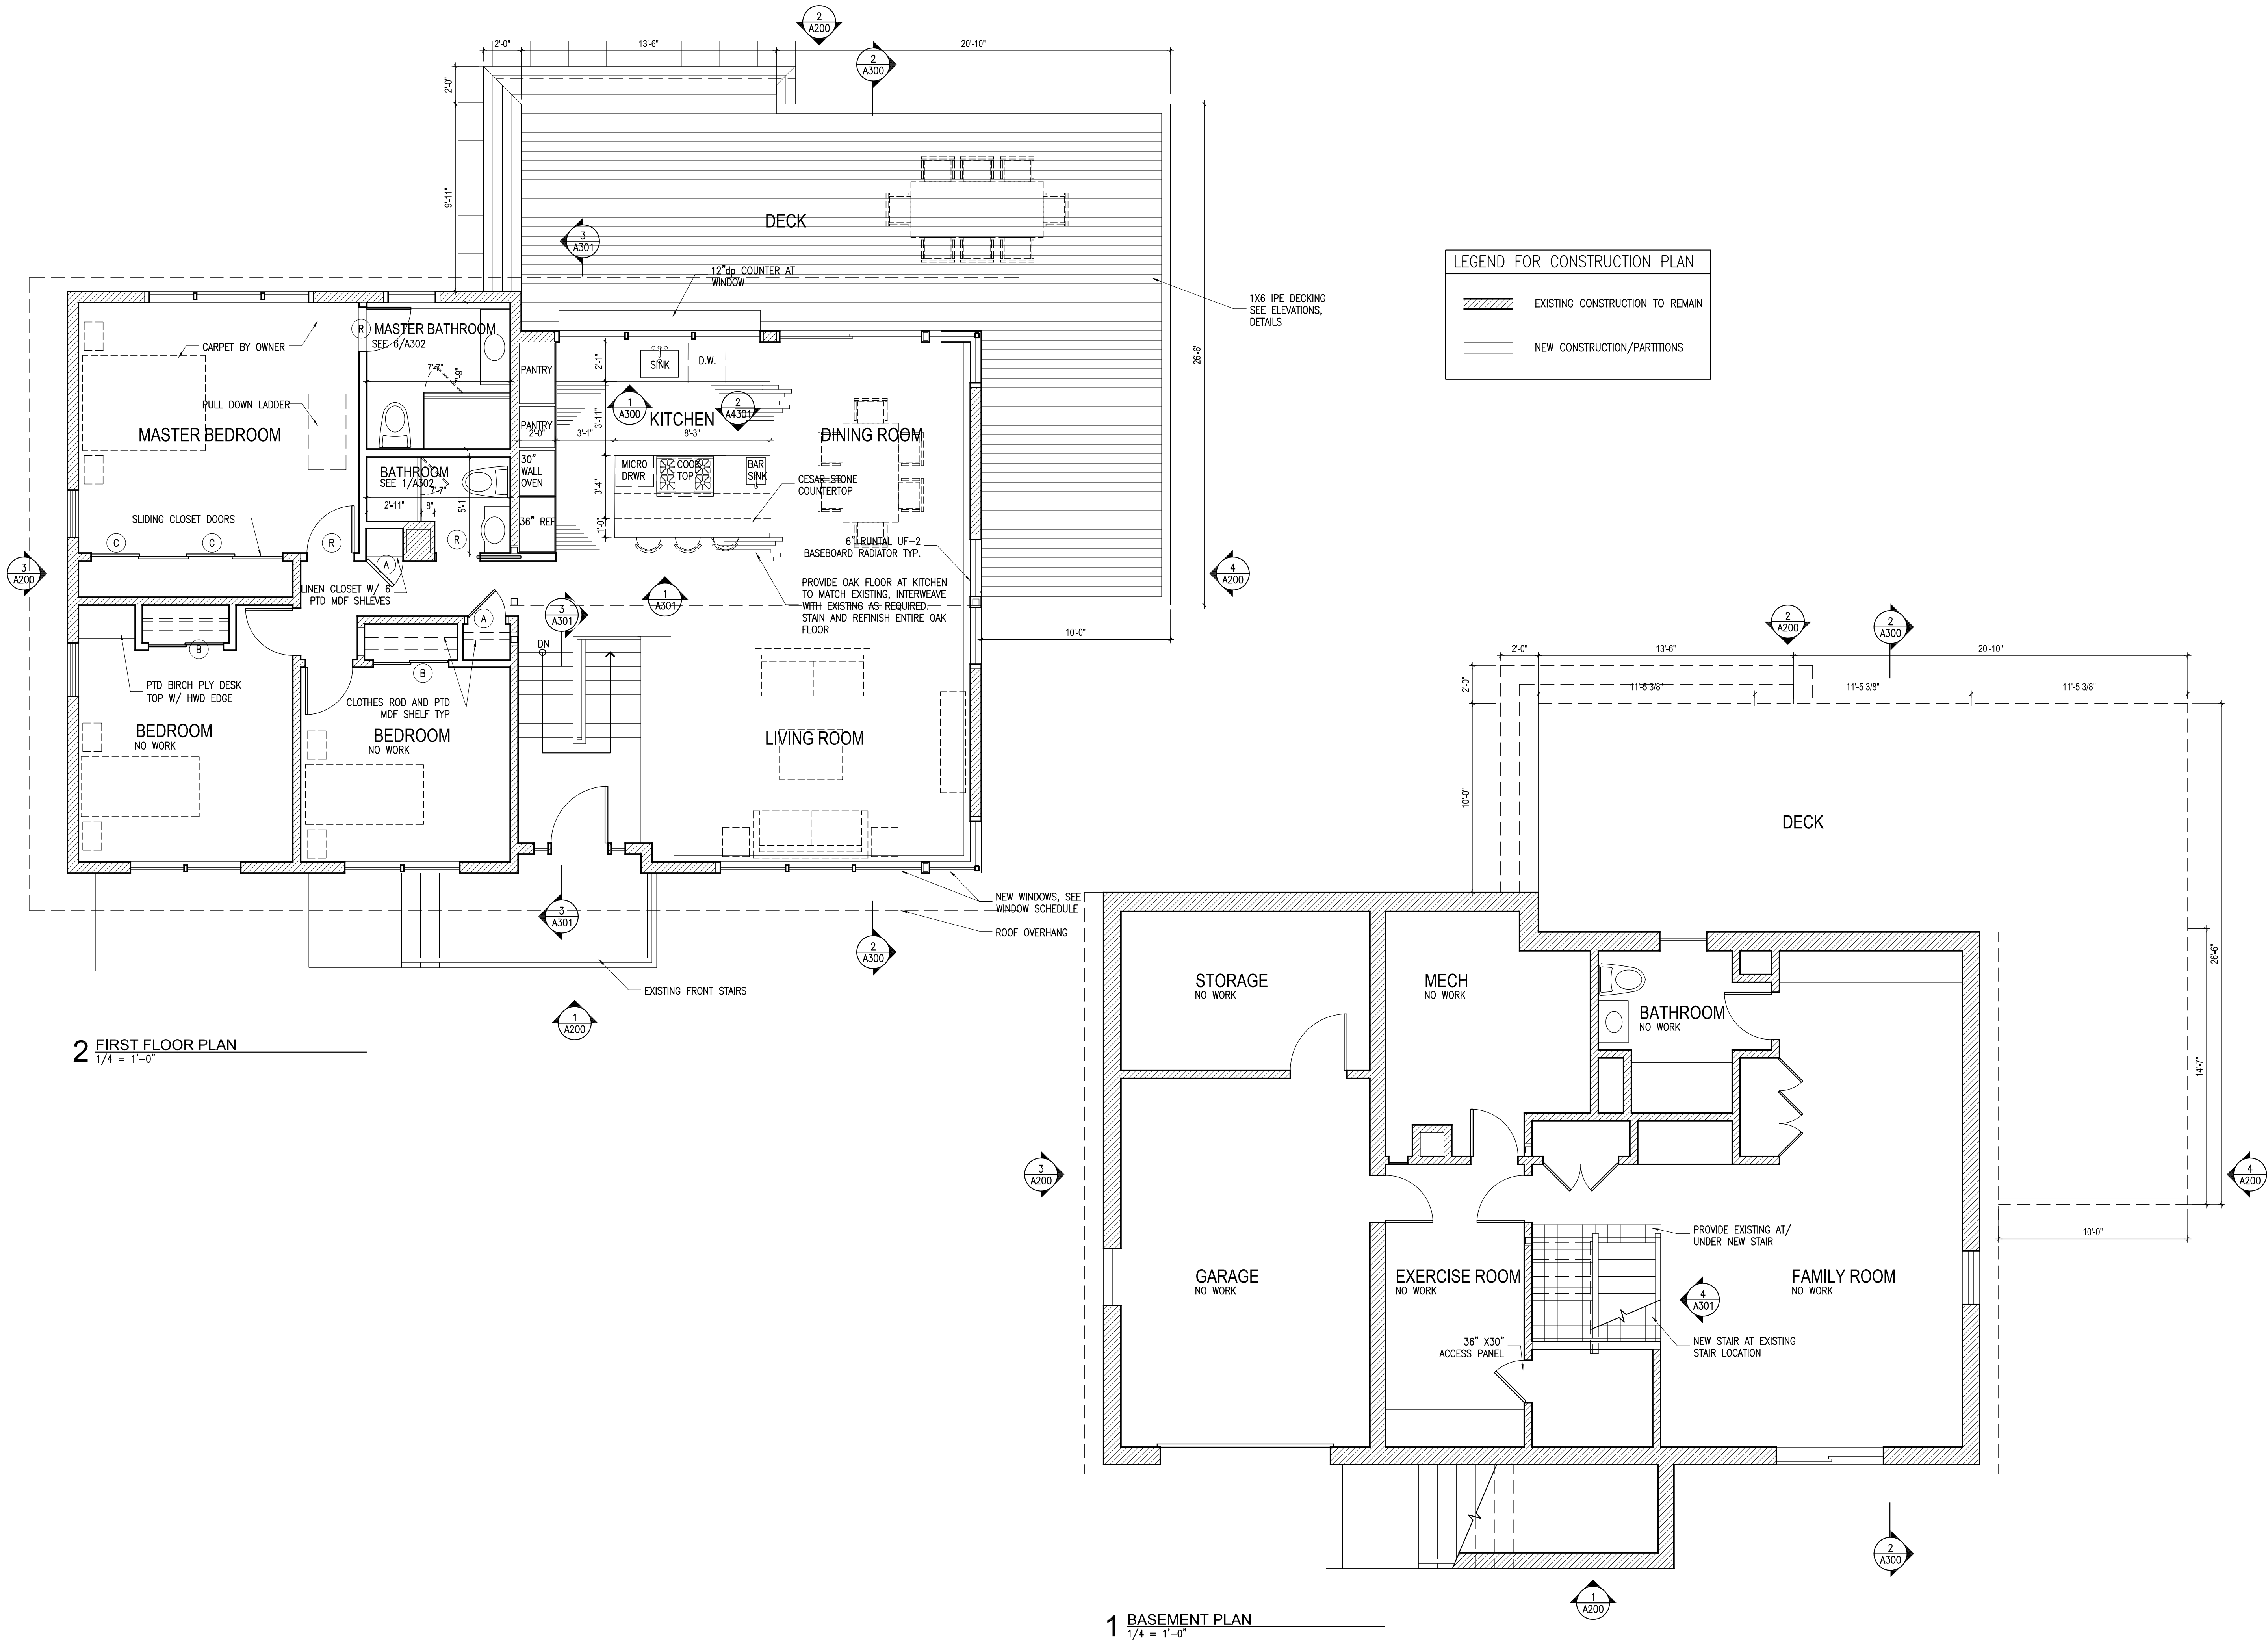 2
A200
2'-0"
13'-6"
20'-10"
2
A300
2'-0"
9'-11"
3
A301
DECK
12"dp COUNTER AT
WINDOW
1X6 IPE DECKING
SEE ELEVATIONS,
DETAILS
26'-6"
LEGEND FOR CONSTRUCTION PLAN
EXISTING CONSTRUCTION TO REMAIN
NEW CONSTRUCTION/PARTITIONS
R
MASTER BATHROOM
SEE 6/A302
CARPET BY OWNER
7'-7"
7'-9"
PULL DOWN LADDER
MASTER BEDROOM
PANTRY
PANTRY
2'-0"
2'-1"
SINK
D.W.
1
A300
2
A4301
3'-11"
KITCHEN
3'-1"
8'-3"
DINING ROOM
BATHROOM
SEE 1/A302
7'-7"
2'-11"
8"
5'-1"
30"
WALL
OVEN
36" REF
MICRO
DRWR
COOK
TOP
BAR
SINK
3'-4"
1'-0"
CESAR STONE
COUNTERTOP
SLIDING CLOSET DOORS
C
C
R
R
A
6" RUNTAL UF-2
BASEBOARD RADIATOR TYP.
3
A200
4
A200
LINEN CLOSET W/ 6
PTD MDF SHLEVES
PROVIDE OAK FLOOR AT KITCHEN
TO MATCH EXISTING, INTERWEAVE
WITH EXISTING AS REQUIRED.
STAIN AND REFINISH ENTIRE OAK
FLOOR
1
A301
3
A301
A
B
B
DN
10'-0"
PTD BIRCH PLY DESK
TOP W/ HWD EDGE
CLOTHES ROD AND PTD
MDF SHELF TYP
BEDROOM
NO WORK
BEDROOM
NO WORK
LIVING ROOM
NEW WINDOWS, SEE
WINDOW SCHEDULE
ROOF OVERHANG
3
A301
2
A300
EXISTING FRONT STAIRS
1
A200
2 FIRST FLOOR PLAN
1/4 = 1'-0"
2
A200
2
A300
2'-0"
13'-6"
20'-10"
2'-0"
11'-5 3/8"
11'-5 3/8"
11'-5 3/8"
10'-0"
DECK
26'-6"
14'-7"
STORAGE
NO WORK
MECH
NO WORK
BATHROOM
NO WORK
3
A200
4
A200
PROVIDE EXISTING AT/
UNDER NEW STAIR
10'-0"
GARAGE
NO WORK
EXERCISE ROOM
NO WORK
FAMILY ROOM
NO WORK
4
A301
36" X30"
ACCESS PANEL
NEW STAIR AT EXISTING
STAIR LOCATION
2
A300
1
A200
1 BASEMENT PLAN
1/4 = 1'-0"